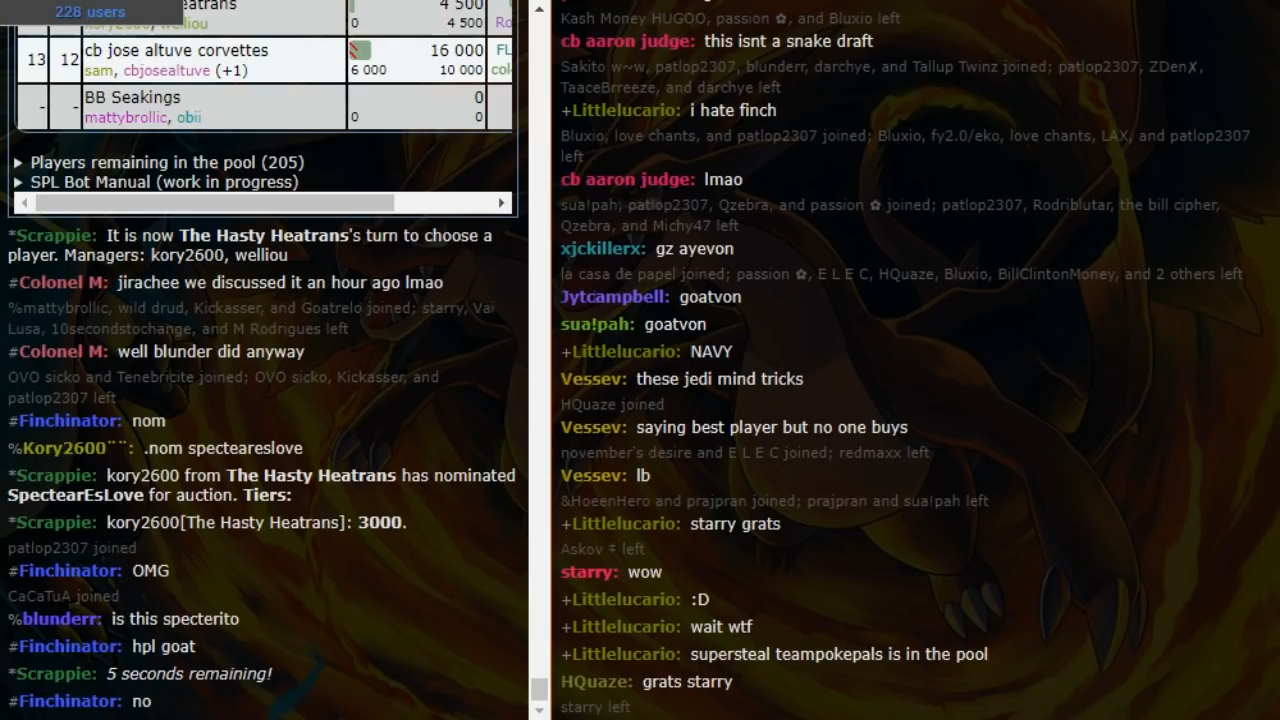 228 users
eatrans
4 500
kory2600, welliou
4 500
Ro
13 12 cb jose altuve corvettes
16 000
FL
sam, cbjosealtuve (+1)
6 000 10 000
col
- - BB Seakings
0
mattybrollic, obii
0 0
Players remaining in the pool (205)
SPL Bot Manual (work in progress)
*Scrappie: It is now The Hasty Heatrans's turn to choose a
player. Managers: kory2600, welliou
#Colonel M: jirachee we discussed it an hour ago lmao
%mattybrollic, wild drud, Kickasser, and Goatrelo joined; starry, Vai
Lusa, 10secondstochange, and M Rodrigues left
#Colonel M: well blunder did anyway
OVO sicko and Tenebricite joined; OVO sicko, Kickasser, and
patlop2307 left
#Finchinator: nom
%Kory2600¨¨: .nom specteareslove
*Scrappie: kory2600 from The Hasty Heatrans has nominated
SpectearEsLove for auction. Tiers:
*Scrappie: kory2600[The Hasty Heatrans]: 3000.
patlop2307 joined
#Finchinator: OMG
CaCaTuA joined
%blunderr: is this specterito
#Finchinator: hpl goat
*Scrappie: 5 seconds remaining!
#Finchinator: no
Kash Money HUGOO, passion ✿, and Bluxio left
cb aaron judge: this isnt a snake draft
Sakito w~w, patlop2307, blunderr, darchye, and Tallup Twinz joined; patlop2307, ZDen✗,
TaaceBrreeze, and darchye left
+Littlelucario: i hate finch
Bluxio, love chants, and patlop2307 joined; Bluxio, fy2.0/eko, love chants, LAX, and patlop2307
left
cb aaron judge: lmao
sua!pah, patlop2307, Qzebra, and passion ✿ joined; patlop2307, Rodriblutar, the bill cipher,
Qzebra, and Michy47 left
xjckillerx: gz ayevon
la casa de papel joined; passion ✿, E L E C, HQuaze, Bluxio, BillClintonMoney, and 2 others left
Jytcampbell: goatvon
sua!pah: goatvon
+Littlelucario: NAVY
Vessev: these jedi mind tricks
HQuaze joined
Vessev: saying best player but no one buys
november's desire and E L E C joined; redmaxx left
Vessev: lb
&HoeenHero and prajpran joined; prajpran and sua!pah left
+Littlelucario: starry grats
Askov ∓ left
starry: wow
+Littlelucario: :D
+Littlelucario: wait wtf
+Littlelucario: supersteal teampokepals is in the pool
HQuaze: grats starry
starry left